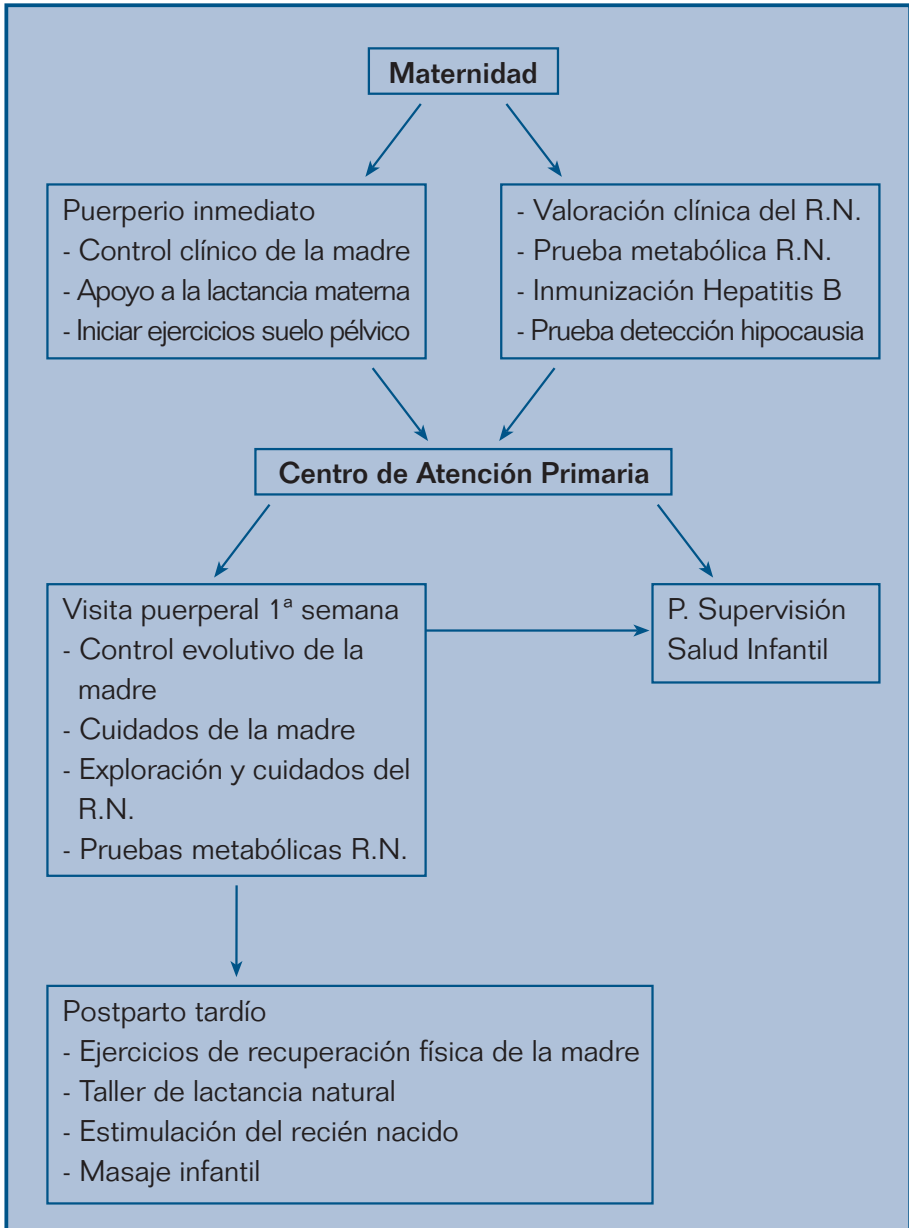 Maternidad
Puerperio inmediato
- Control clínico de la madre
- Apoyo a la lactancia materna
- Iniciar ejercicios suelo pélvico
- Valoración clínica del R.N.
- Prueba metabólica R.N.
- Inmunización Hepatitis B
- Prueba detección hipocausia
Centro de Atención Primaria
Visita puerperal 1ª semana
- Control evolutivo de la
madre
- Cuidados de la madre
- Exploración y cuidados del
R.N.
- Pruebas metabólicas R.N.
P. Supervisión
Salud Infantil
Postparto tardío
- Ejercicios de recuperación física de la madre
- Taller de lactancia natural
- Estimulación del recién nacido
- Masaje infantil